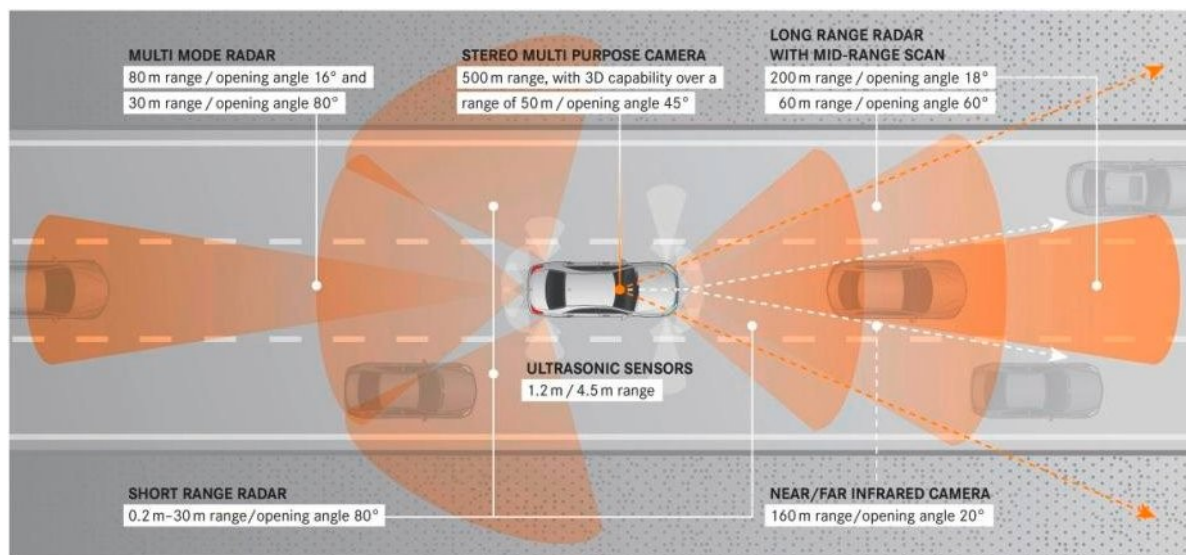 MULTI MODE RADAR
80 m range / opening angle 16° and
30 m range / opening angle 80°
STEREO MULTI PURPOSE CAMERA
500 m range, with 3D capability over a
range of 50 m / opening angle 45°
LONG RANGE RADAR
WITH MID-RANGE SCAN
200 m range / opening angle 18°
60 m range / opening angle 60°
ULTRASONIC SENSORS
1.2 m / 4.5 m range
SHORT RANGE RADAR
0.2 m–30 m range/opening angle 80°
NEAR/FAR INFRARED CAMERA
160 m range/opening angle 20°